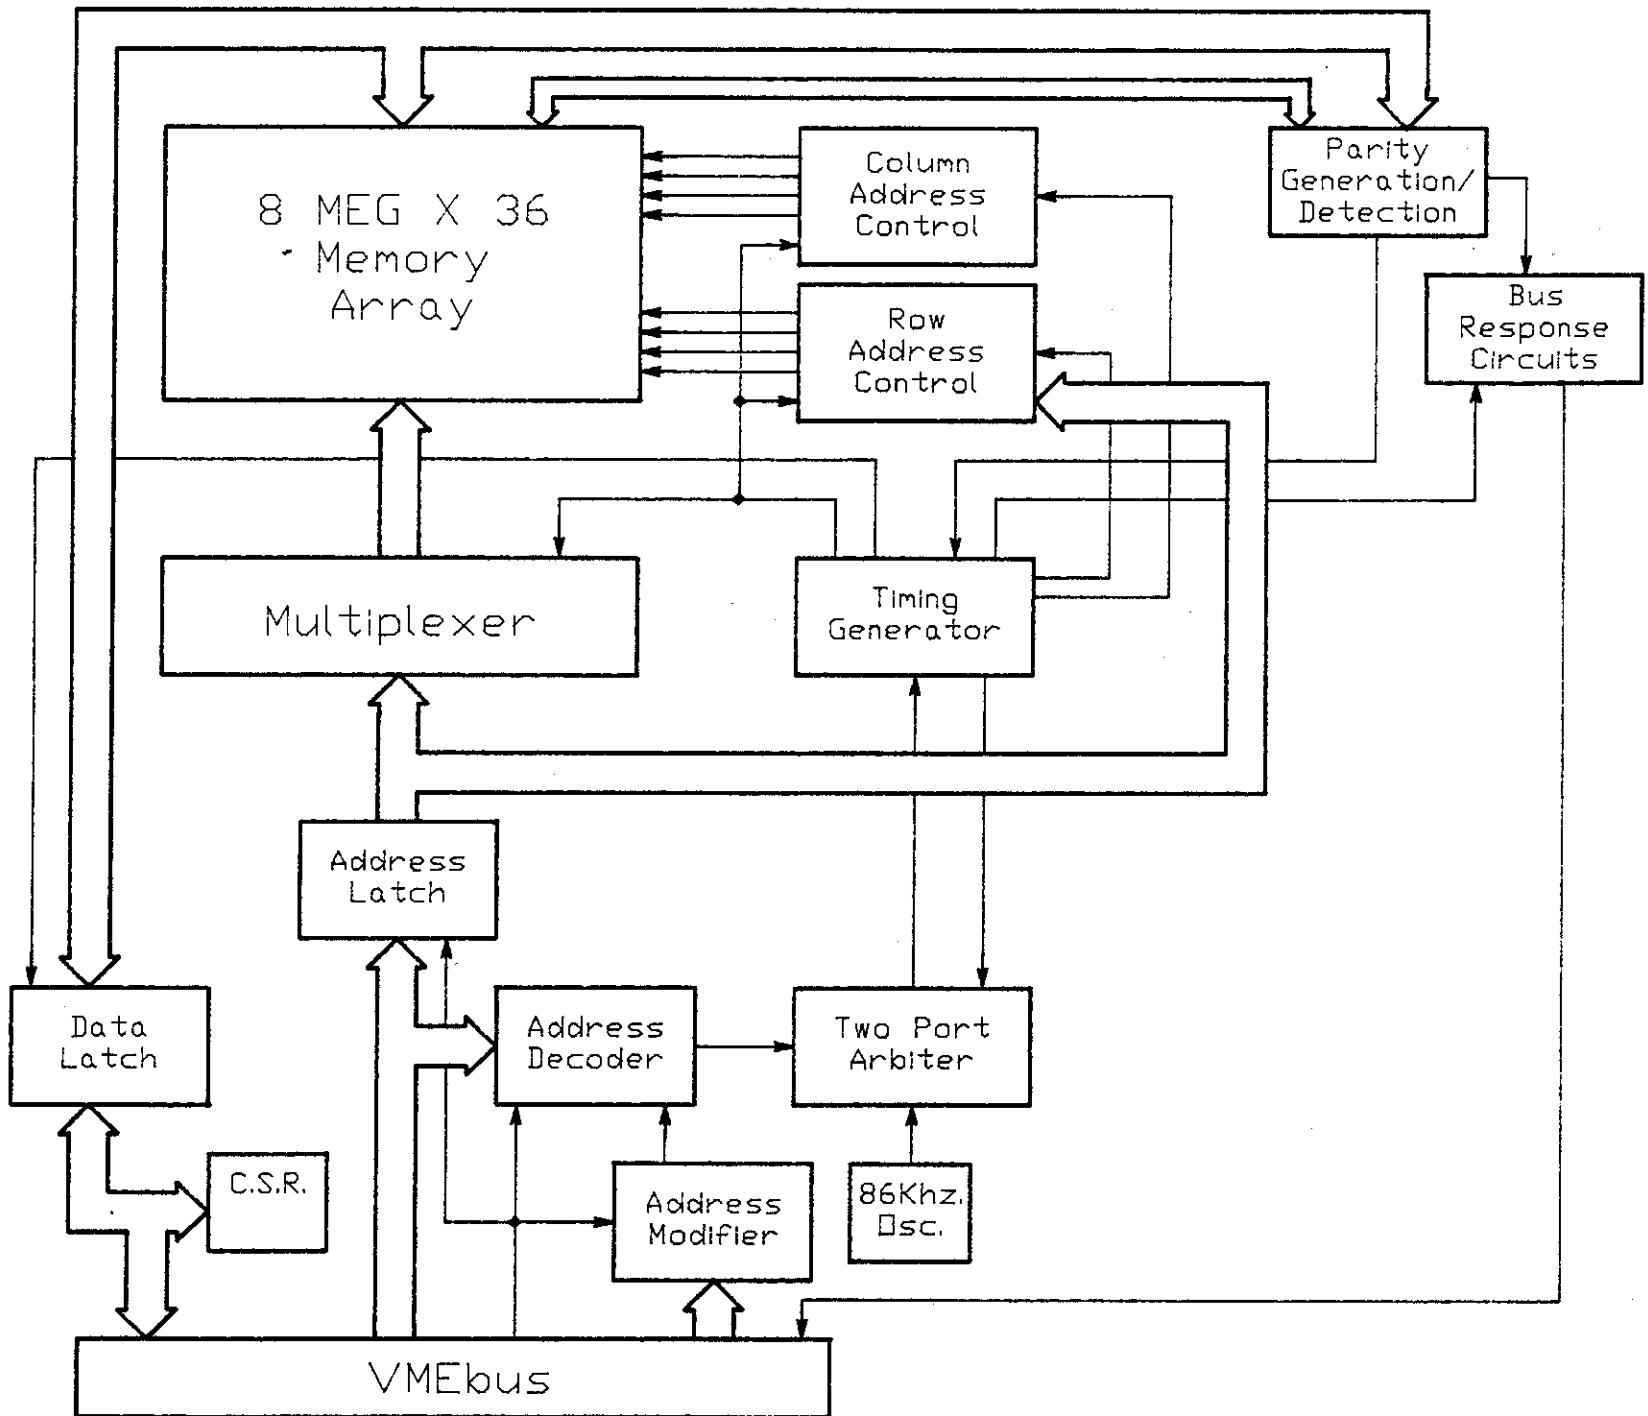 8 MEG X 36
Memory
Array
Column
Address
Control
Parity
Generation/
Detection
Row
Address
Control
Bus
Response
Circuits
Multiplexer
Timing
Generator
Address
Latch
Data
Latch
Address
Decoder
Two Port
Arbiter
C.S.R.
Address
Modifier
86Khz.
Osc.
VMEbus